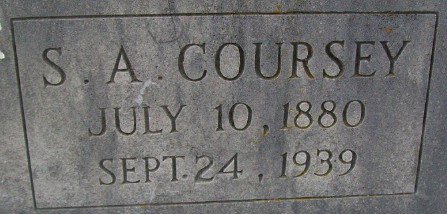 S. A. COURSEY
JULY 10, 1880
SEPT. 24, 1939